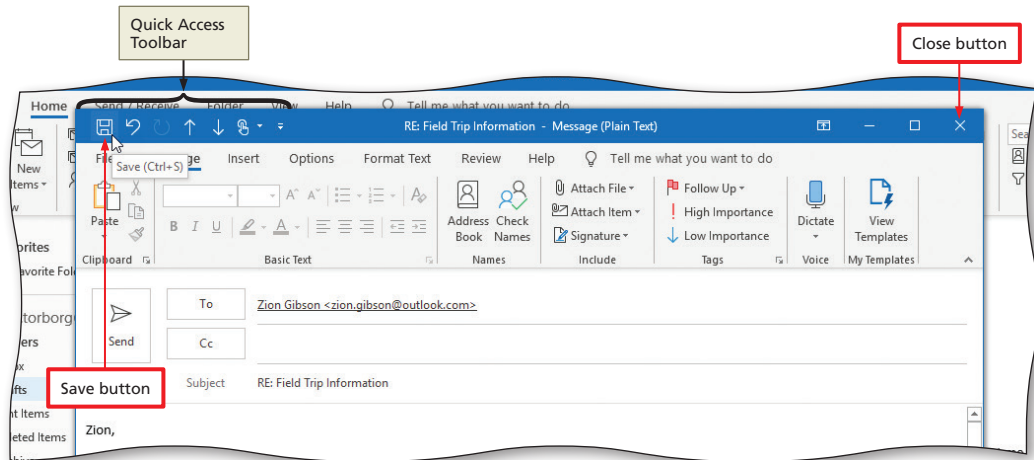 Quick Access
Toolbar
Close button
Home Send / Receive Folder View Help Tell me what you want to do
RE: Field Trip Information - Message (Plain Text)
Save (Ctrl+S)
Insert Options Format Text Review Help Tell me what you want to do
New
Items
Paste
B I U
Address
Book
Check
Names
Attach File
Attach Item
Signature
Follow Up
High Importance
Low Importance
Dictate
View
Templates
Clipboard Basic Text Names Include Tags Voice My Templates
To Zion Gibson <zion.gibson@outlook.com>
Send
Cc
Subject RE: Field Trip Information
Save button
Zion,
nt Items
leted Items